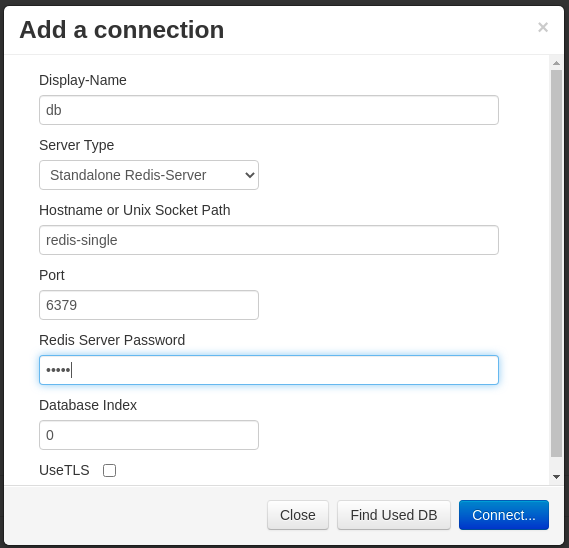 Add a connection ×
Display-Name
db
Server Type
Standalone Redis-Server
Hostname or Unix Socket Path
redis-single
Port
6379
Redis Server Password
•••••
Database Index
0
UseTLS
Close Find Used DB Connect...